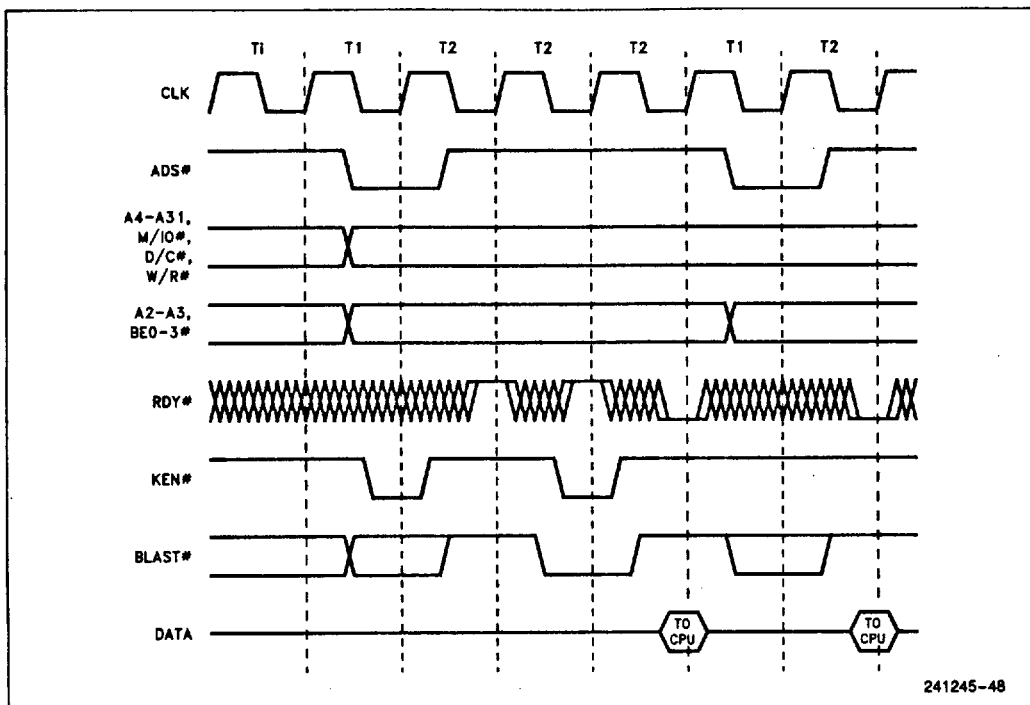 Ti T1 T2 T2 T2 T1 T2
CLK
ADS#
A4-A31,
M/IO#,
D/C#,
W/R#
A2-A3,
BE0-3#
RDY#
KEN#
BLAST#
DATA
TO
CPU
TO
CPU
241245-48